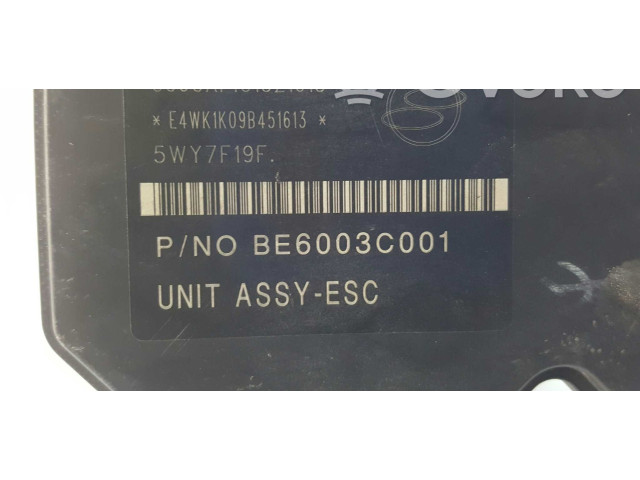 * E4WK1K09B451613 *
5WY7F19F.
P/NO BE6003C001
UNIT ASSY-ESC